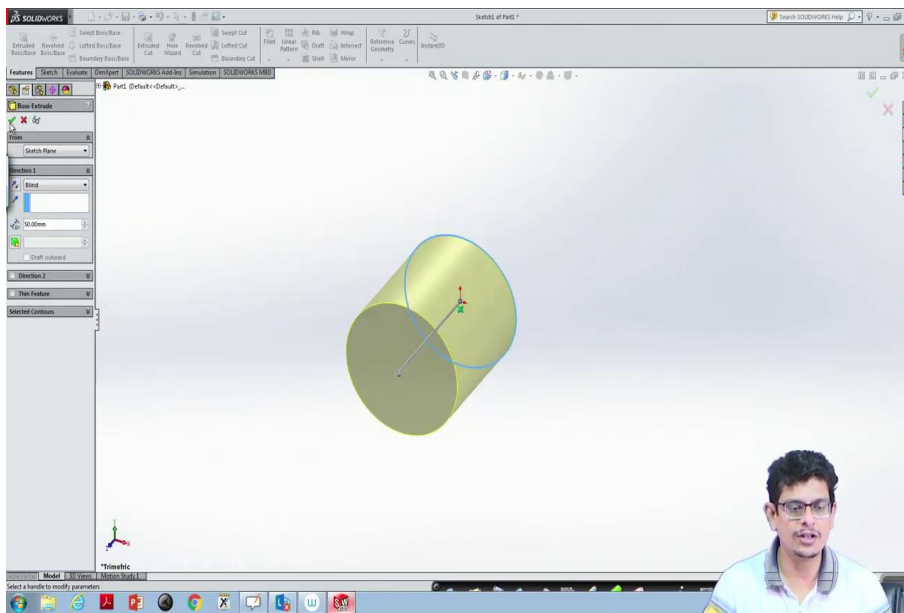 SOLIDWORKS
Sketch1 of Part1 *
Search SOLIDWORKS Help
Extruded Boss/Base
Revolved Boss/Base
Swept Boss/Base
Lofted Boss/Base
Boundary Boss/Base
Extruded Cut
Hole Wizard
Revolved Cut
Swept Cut
Lofted Cut
Boundary Cut
Fillet
Linear Pattern
Rib
Draft
Shell
Wrap
Intersect
Mirror
Reference Geometry
Curves
Instant3D
Features Sketch Evaluate DimXpert SOLIDWORKS Add-Ins Simulation SOLIDWORKS MBD
Part1 (Default<<Default>_...
Boss-Extrude
From
Sketch Plane
Direction 1
Blind
50.00mm
Draft outward
Direction 2
Thin Feature
Selected Contours
*Trimetric
Model 3D Views Motion Study 1
Select a handle to modify parameters